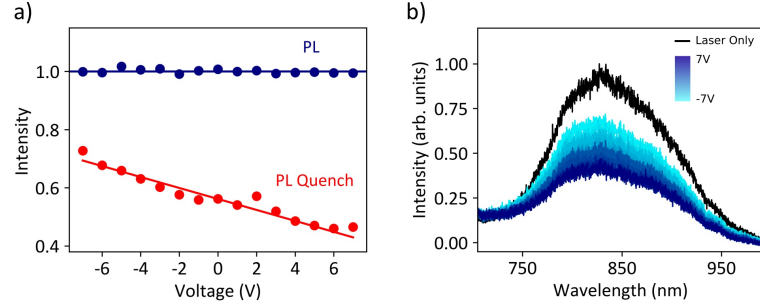 a)
PL
PL Quench
Intensity
1.0
0.8
0.6
0.4
-6 -4 -2 0 2 4 6
Voltage (V)
b)
Laser Only
7V
-7V
Intensity (arb. units)
1.00
0.75
0.50
0.25
0.00
750 850 950
Wavelength (nm)